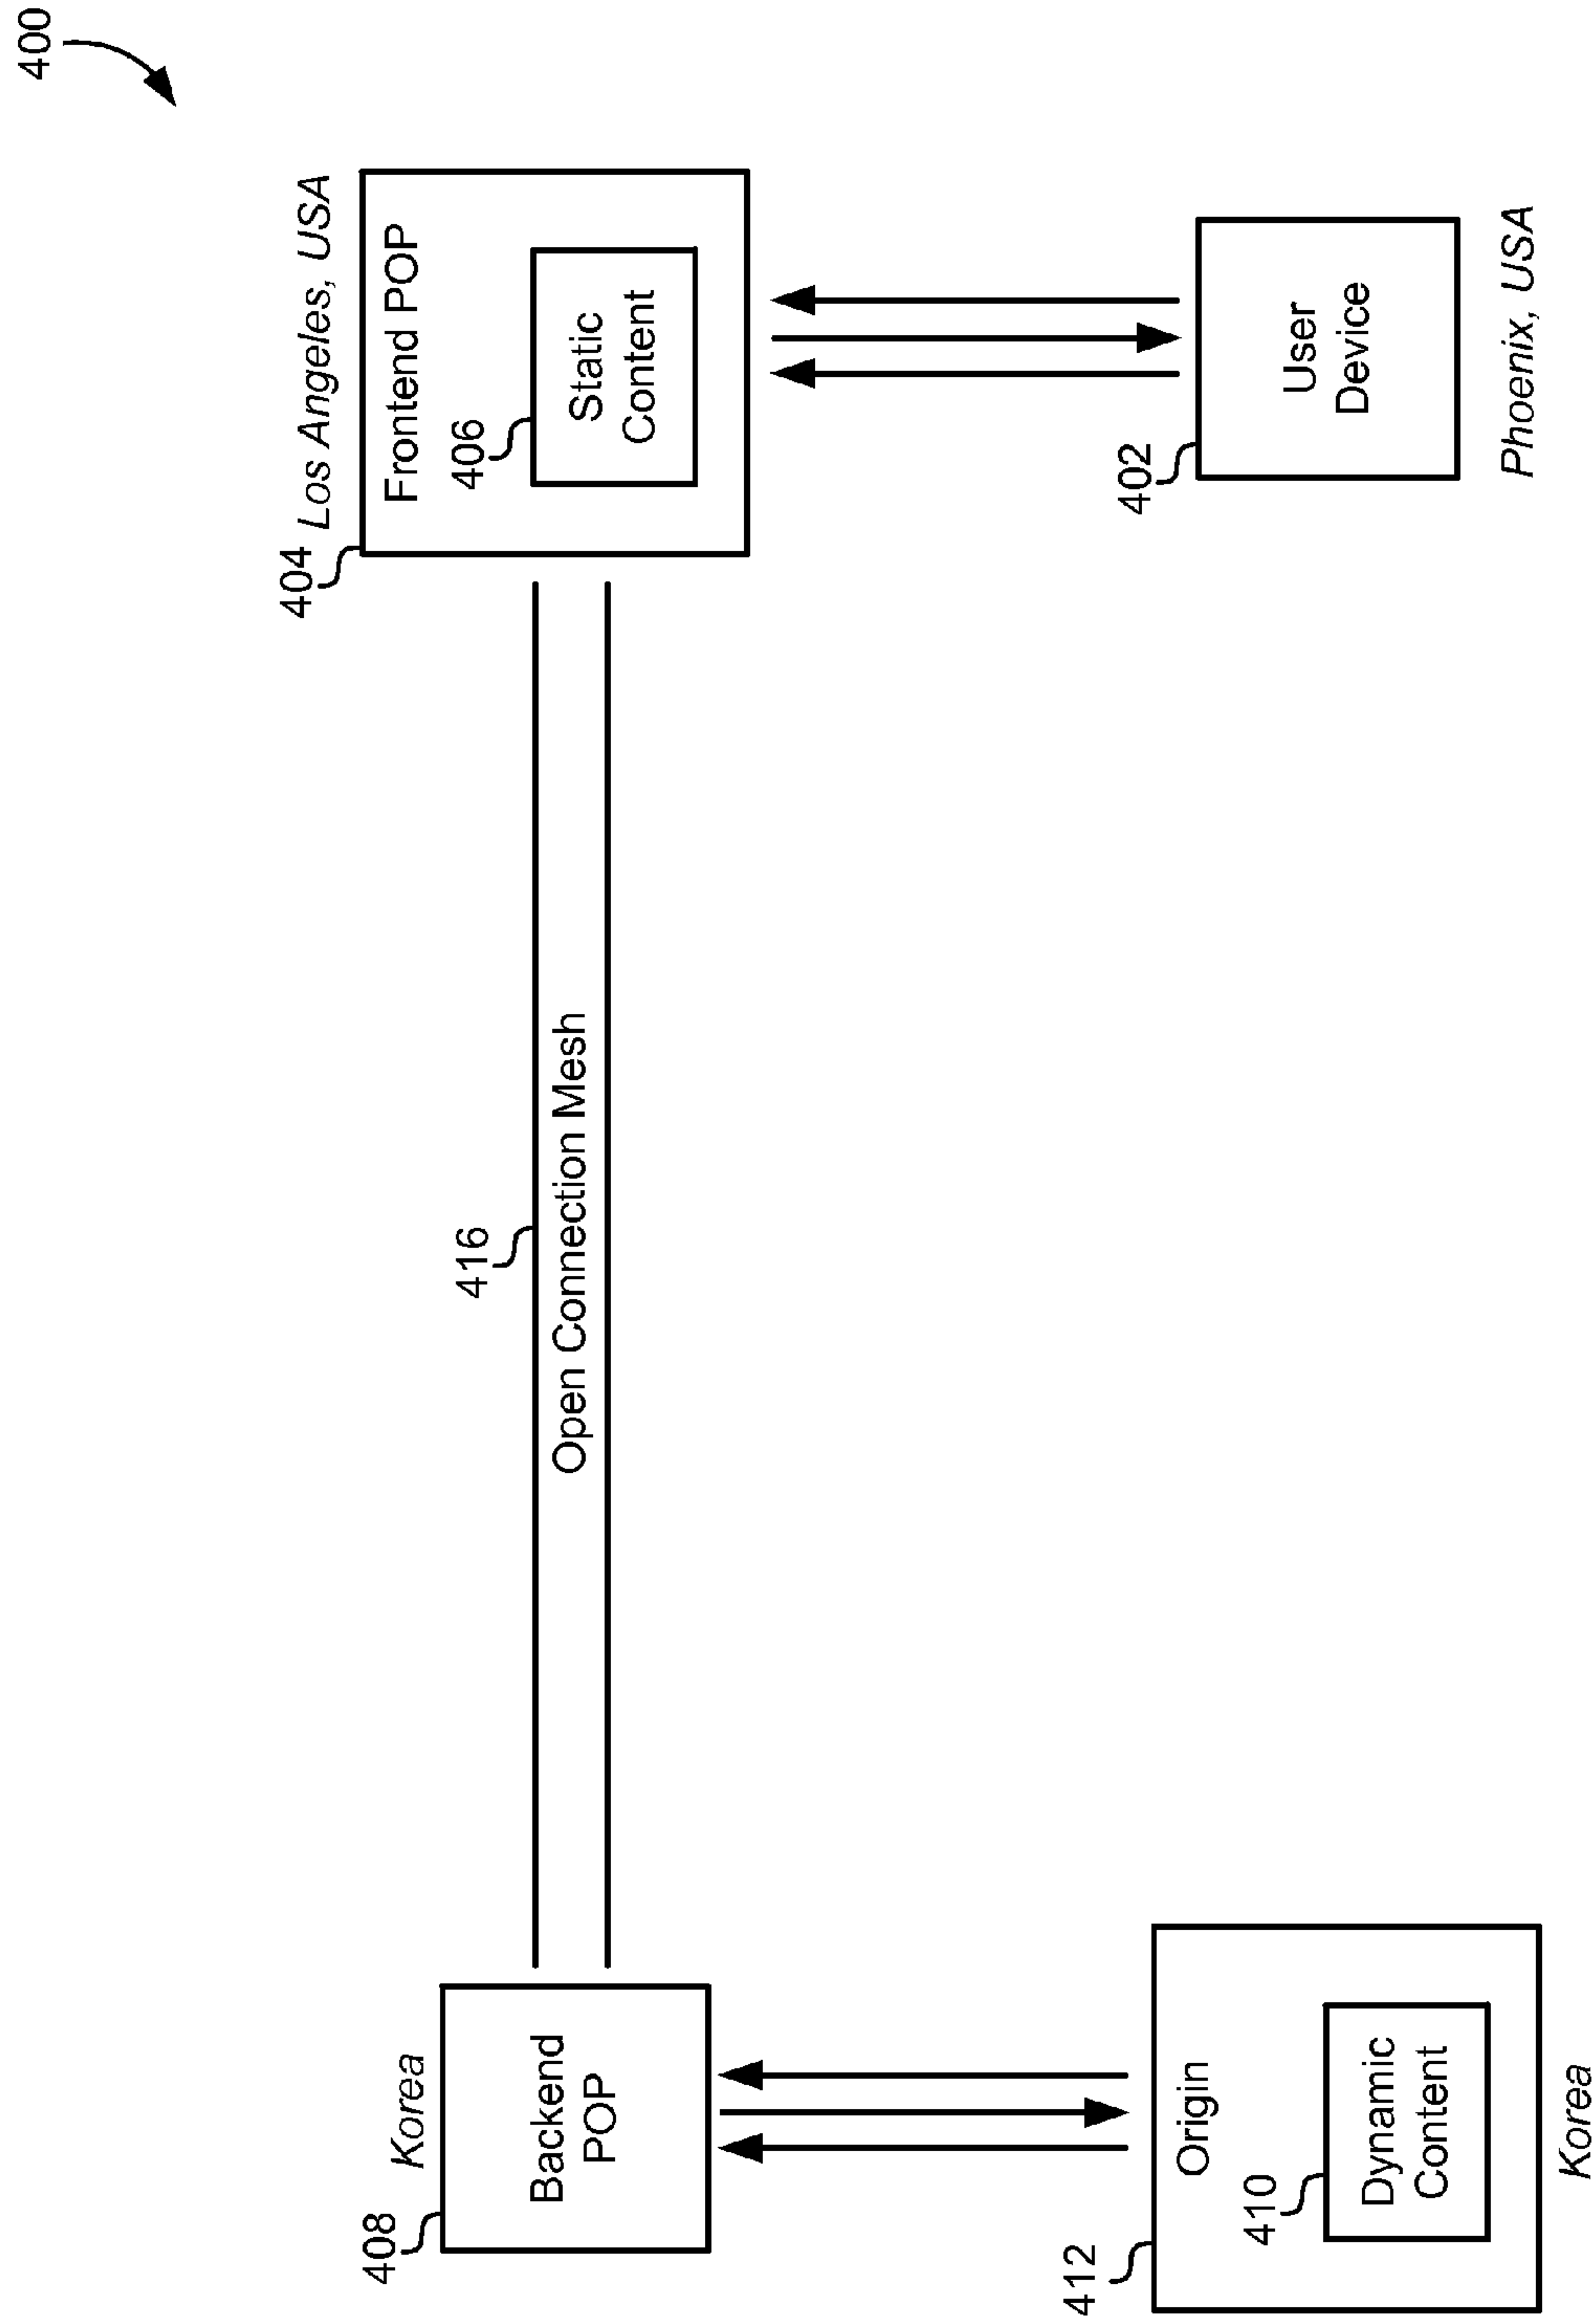 400
Korea
408
Backend
POP
416
Open Connection Mesh
404
Los Angeles, USA
Frontend POP
406
Static
Content
412
Origin
410
Dynamic
Content
Korea
402
User
Device
Phoenix, USA